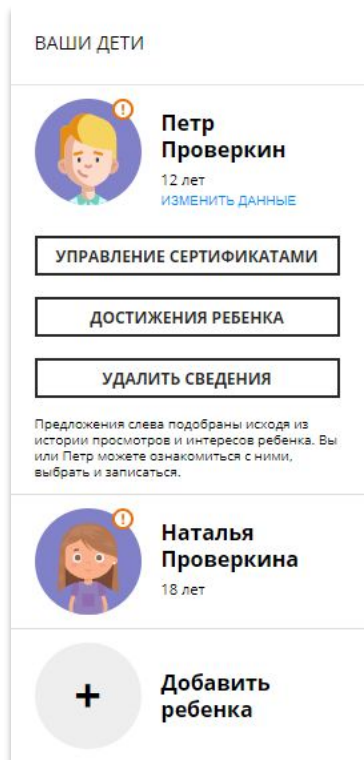 ВАШИ ДЕТИ
!
Петр
Проверкин
12 лет
ИЗМЕНИТЬ ДАННЫЕ
УПРАВЛЕНИЕ СЕРТИФИКАТАМИ
ДОСТИЖЕНИЯ РЕБЕНКА
УДАЛИТЬ СВЕДЕНИЯ
Предложения слева подобраны исходя из
истории просмотров и интересов ребенка. Вы
или Петр можете ознакомиться с ними,
выбрать и записаться.
!
Наталья
Проверкина
18 лет
+
Добавить
ребенка